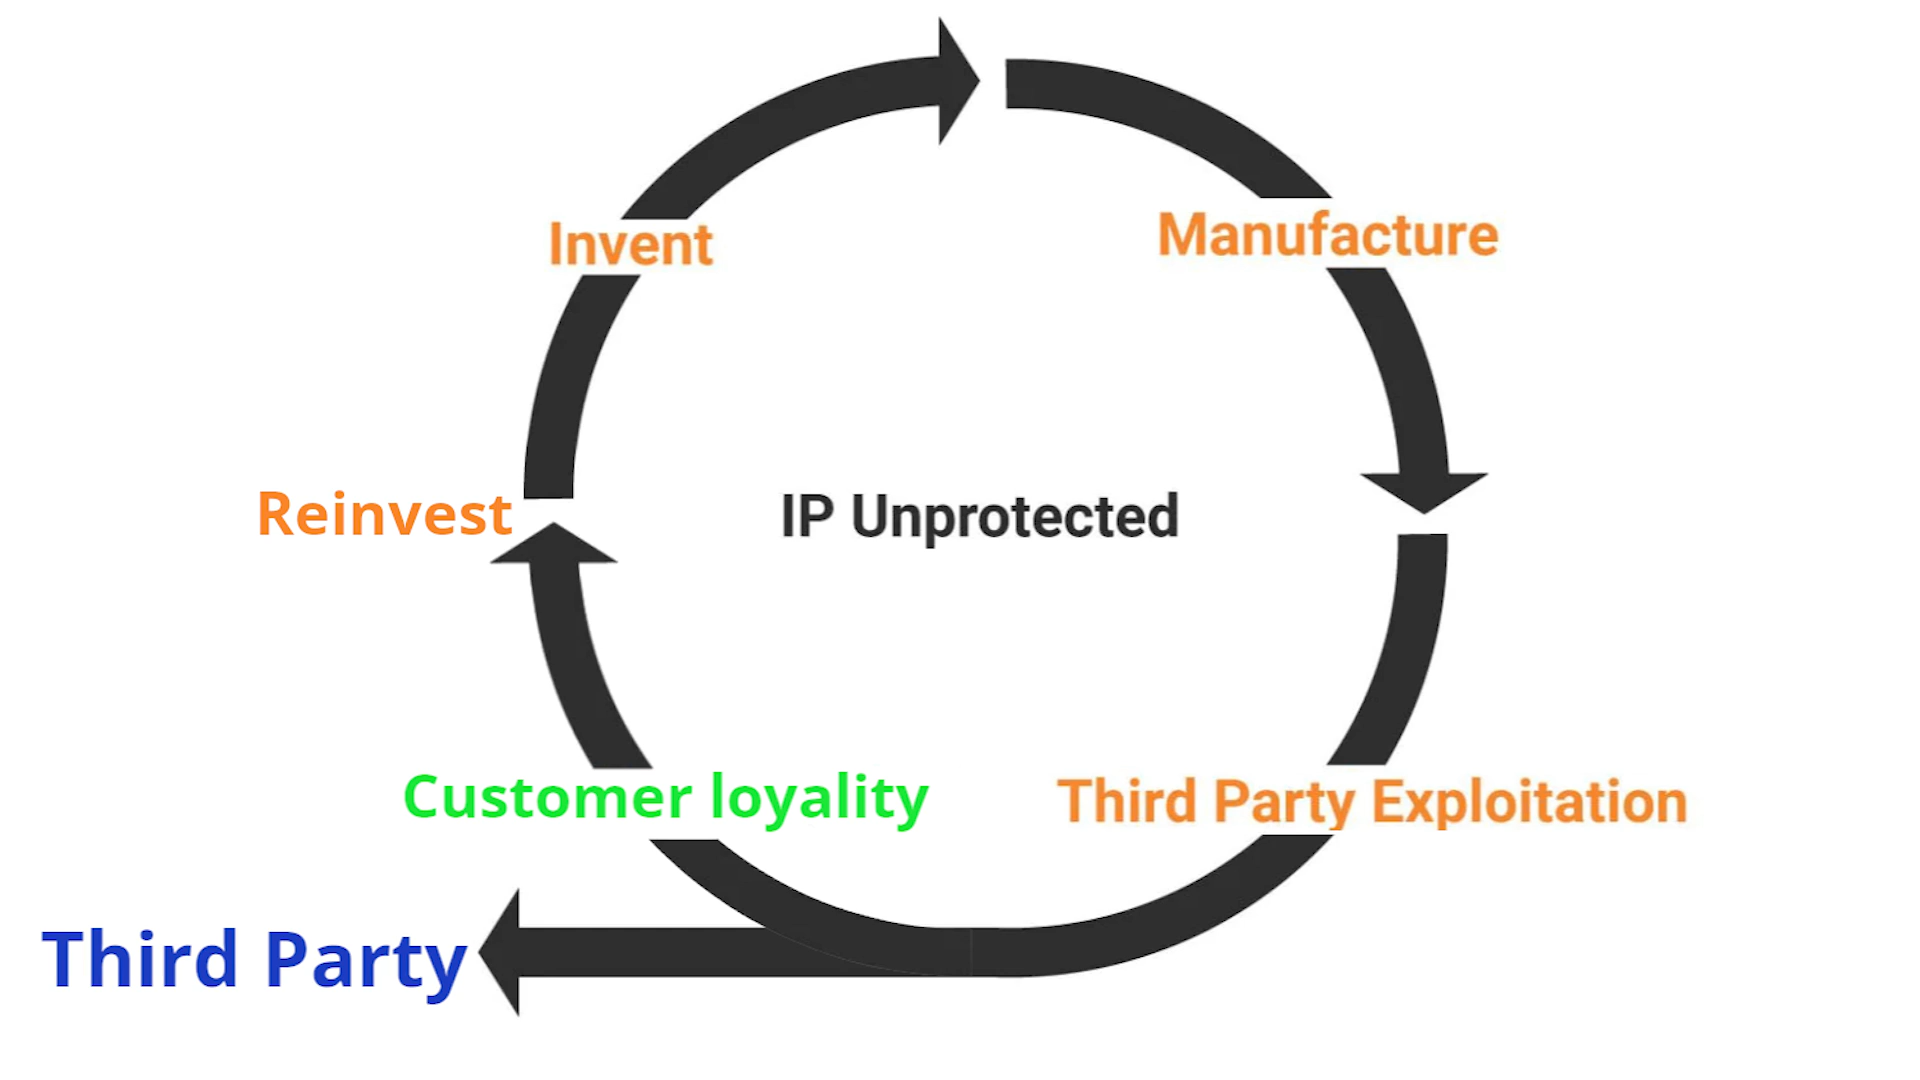 Invent
Manufacture
Reinvest
IP Unprotected
Customer loyality
Third Party Exploitation
Third Party